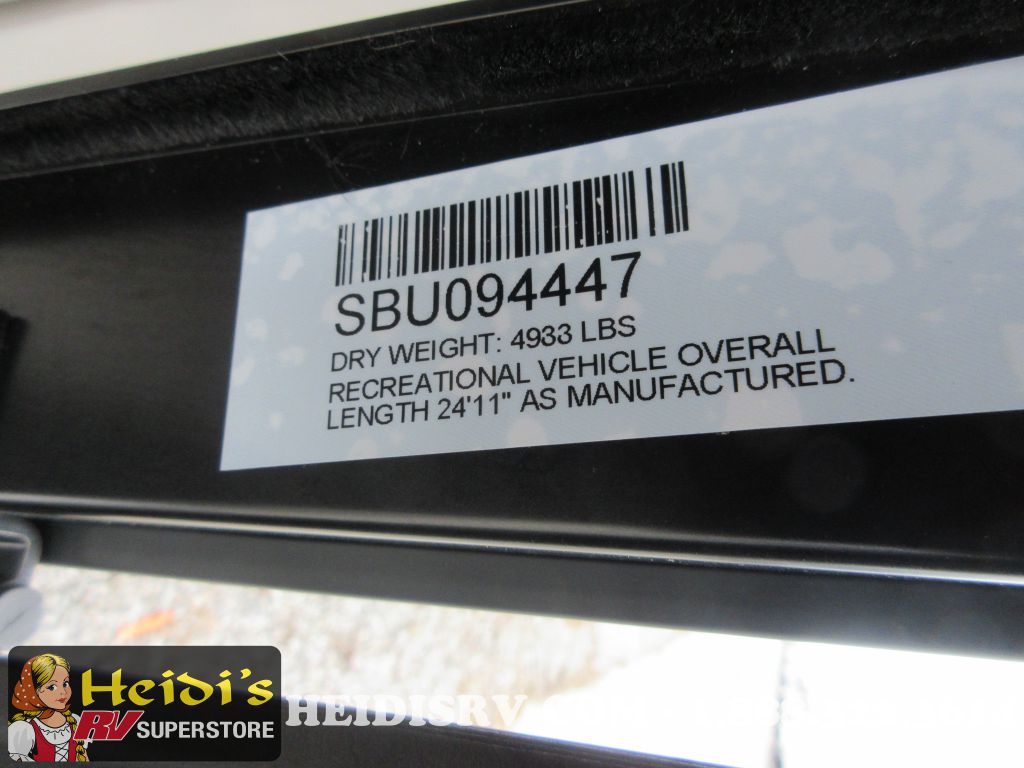 SBU094447
DRY WEIGHT: 4933 LBS
RECREATIONAL VEHICLE OVERALL
LENGTH 24'11" AS MANUFACTURED.
Heidi's
RV SUPERSTORE
HEIDISRV